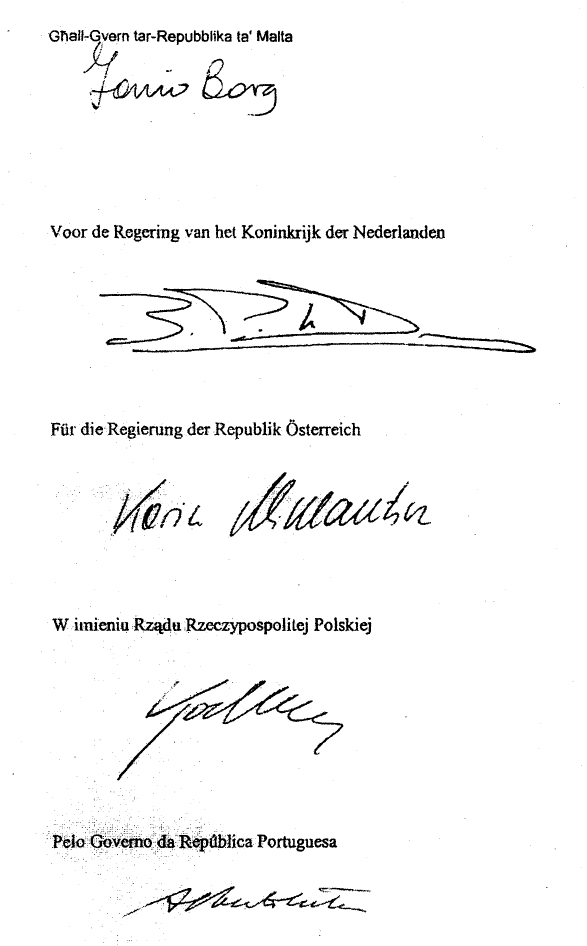 Għall-Gvern tar-Repubblika ta' Malta
Tonio Borg
Voor de Regering van het Koninkrijk der Nederlanden
Für die Regierung der Republik Österreich
Karin
W imieniu Rządu Rzeczypospolitej Polskiej
Pelo Governo da República Portuguesa